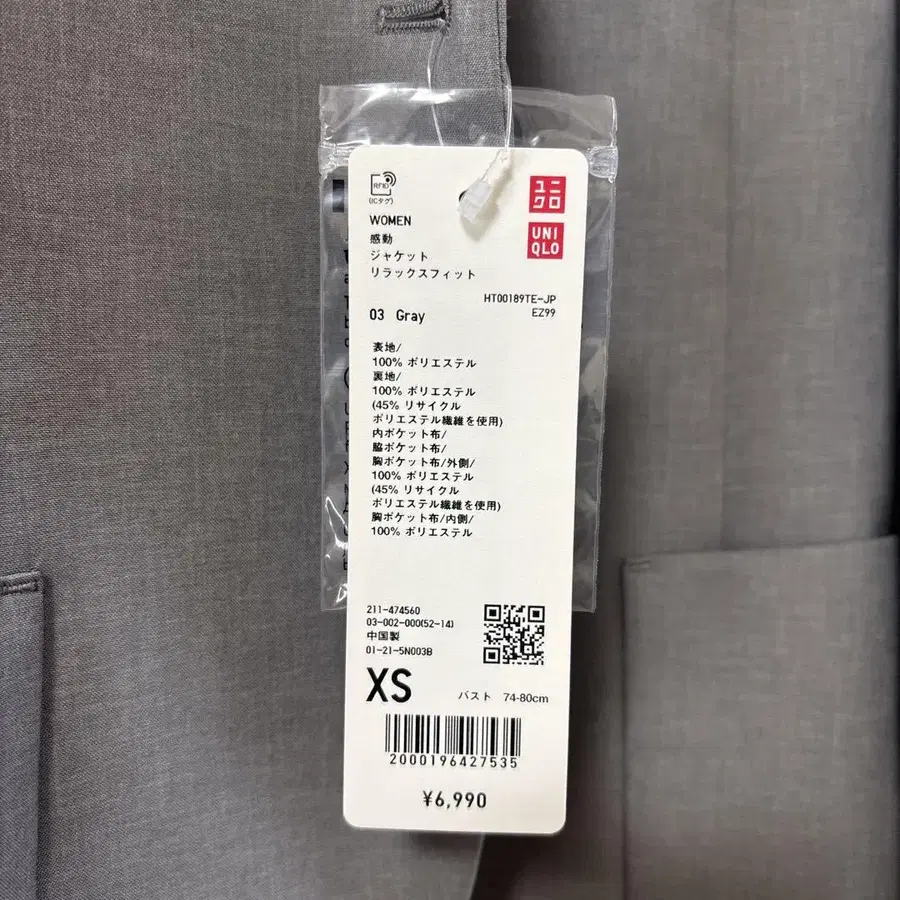 RFID
(ICタグ)
ユニ
クロ
UNI
QLO
WOMEN
感動
ジャケット
リラックスフィット
HT00189TE-JP
EZ99
03 Gray
表地/
100% ポリエステル
裏地/
100% ポリエステル
(45% リサイクル
ポリエステル繊維を使用)
内ポケット布/
脇ポケット布/
胸ポケット布/外側/
100% ポリエステル
(45% リサイクル
ポリエステル繊維を使用)
胸ポケット布/内側/
100% ポリエステル
211-474560
03-002-000(52-14)
中国製
01-21-5N003B
XS
バスト 74-80cm
2000196427535
¥6,990